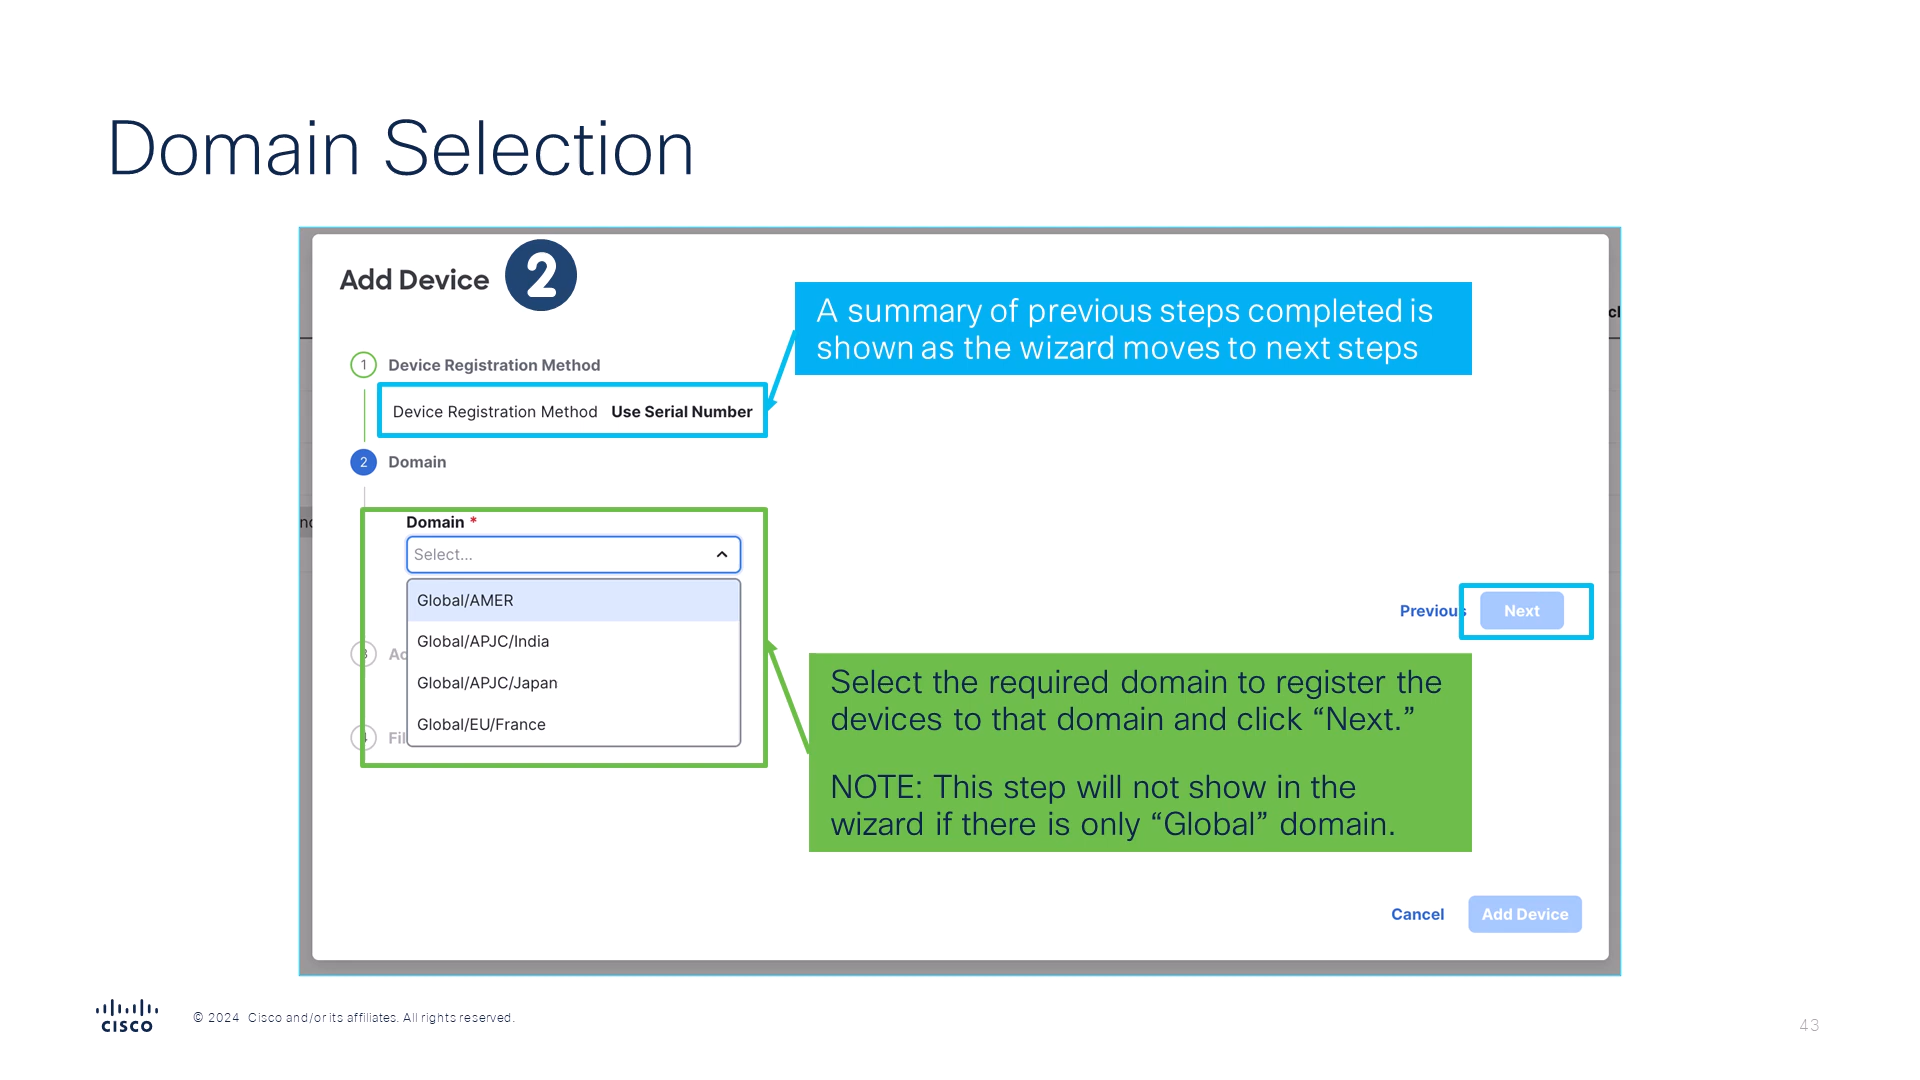 Domain Selection
Add Device
2
A summary of previous steps completed is
shown as the wizard moves to next steps
1 Device Registration Method
Device Registration Method Use Serial Number
2 Domain
Domain *
Select...
Global/AMER
Global/APJC/India
Global/APJC/Japan
Global/EU/France
Previous Next
Select the required domain to register the
devices to that domain and click “Next.”
NOTE: This step will not show in the
wizard if there is only “Global” domain.
Cancel Add Device
CISCO
© 2024 Cisco and/or its affiliates. All rights reserved.
43